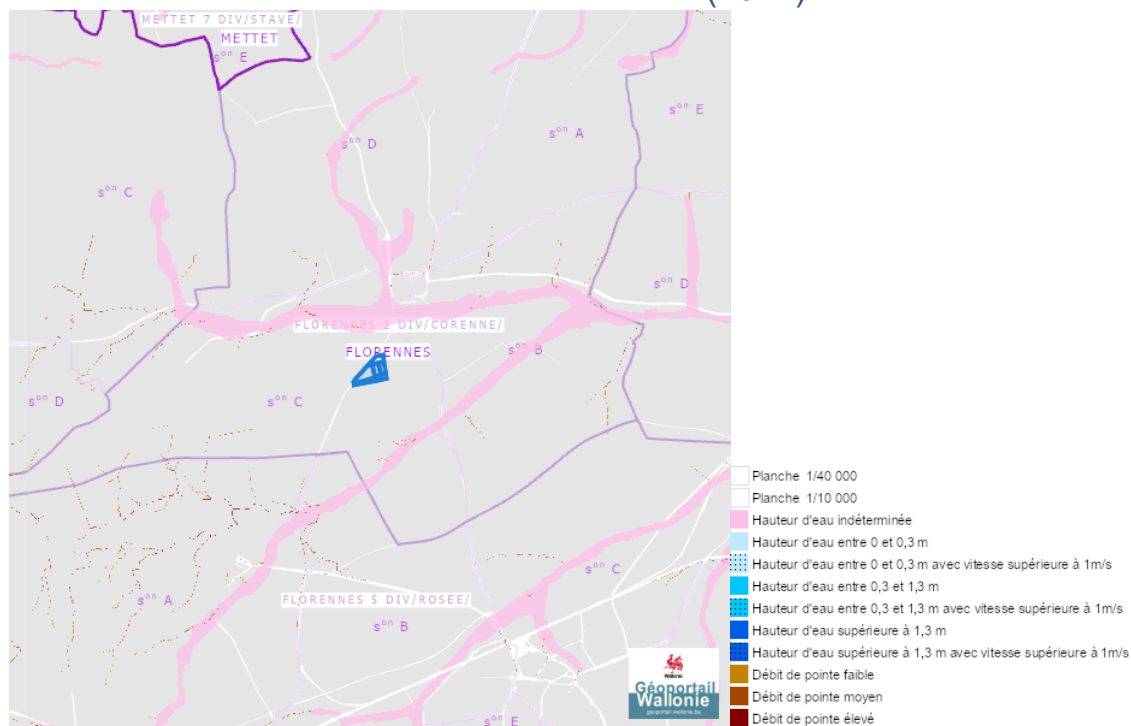 METTET 7 DIV/STAVE/
METTET
sᵒⁿ E
sᵒⁿ E
sᵒⁿ A
sᵒⁿ D
sᵒⁿ C
sᵒⁿ D
FLORENNES 2 DIV/CORENNE/
FLORENNES
sᵒⁿ B
sᵒⁿ D
sᵒⁿ C
sᵒⁿ C
sᵒⁿ A
FLORENNES 5 DIV/ROSEE/
sᵒⁿ B
sᵒⁿ E
Wallonie
Géoportail
Wallonie
geoportail.wallonie.be
Planche 1/40 000
Planche 1/10 000
Hauteur d'eau indéterminée
Hauteur d'eau entre 0 et 0,3 m
Hauteur d'eau entre 0 et 0,3 m avec vitesse supérieure à 1m/s
Hauteur d'eau entre 0,3 et 1,3 m
Hauteur d'eau entre 0,3 et 1,3 m avec vitesse supérieure à 1m/s
Hauteur d'eau supérieure à 1,3 m
Hauteur d'eau supérieure à 1,3 m avec vitesse supérieure à 1m/s
Débit de pointe faible
Débit de pointe moyen
Débit de pointe élevé